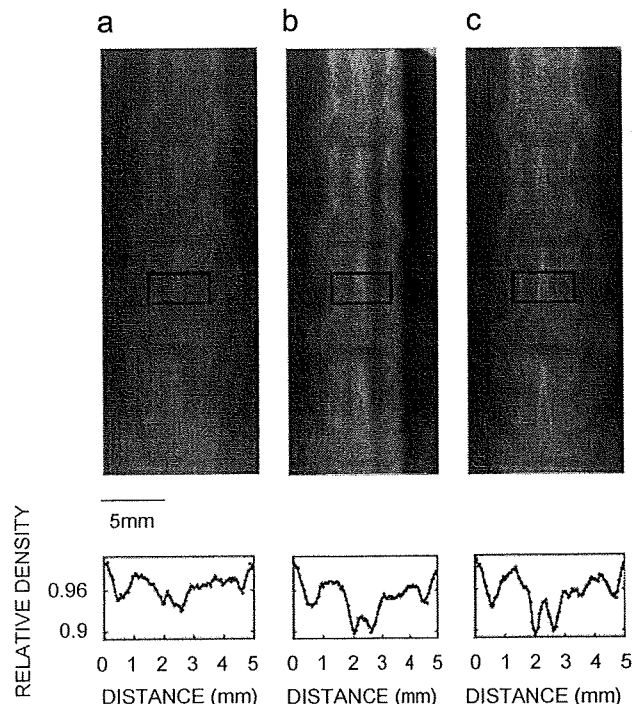 a b c
5mm
RELATIVE DENSITY
0.96
0.9
0 1 2 3 4 5 0 1 2 3 4 5 0 1 2 3 4 5
DISTANCE (mm) DISTANCE (mm) DISTANCE (mm)